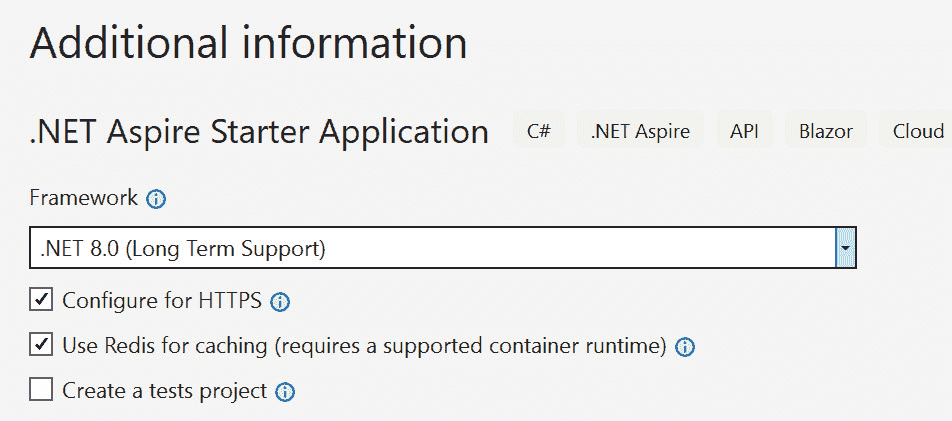 Additional information
.NET Aspire Starter Application C# .NET Aspire API Blazor Cloud
Framework
.NET 8.0 (Long Term Support)
Configure for HTTPS
Use Redis for caching (requires a supported container runtime)
Create a tests project